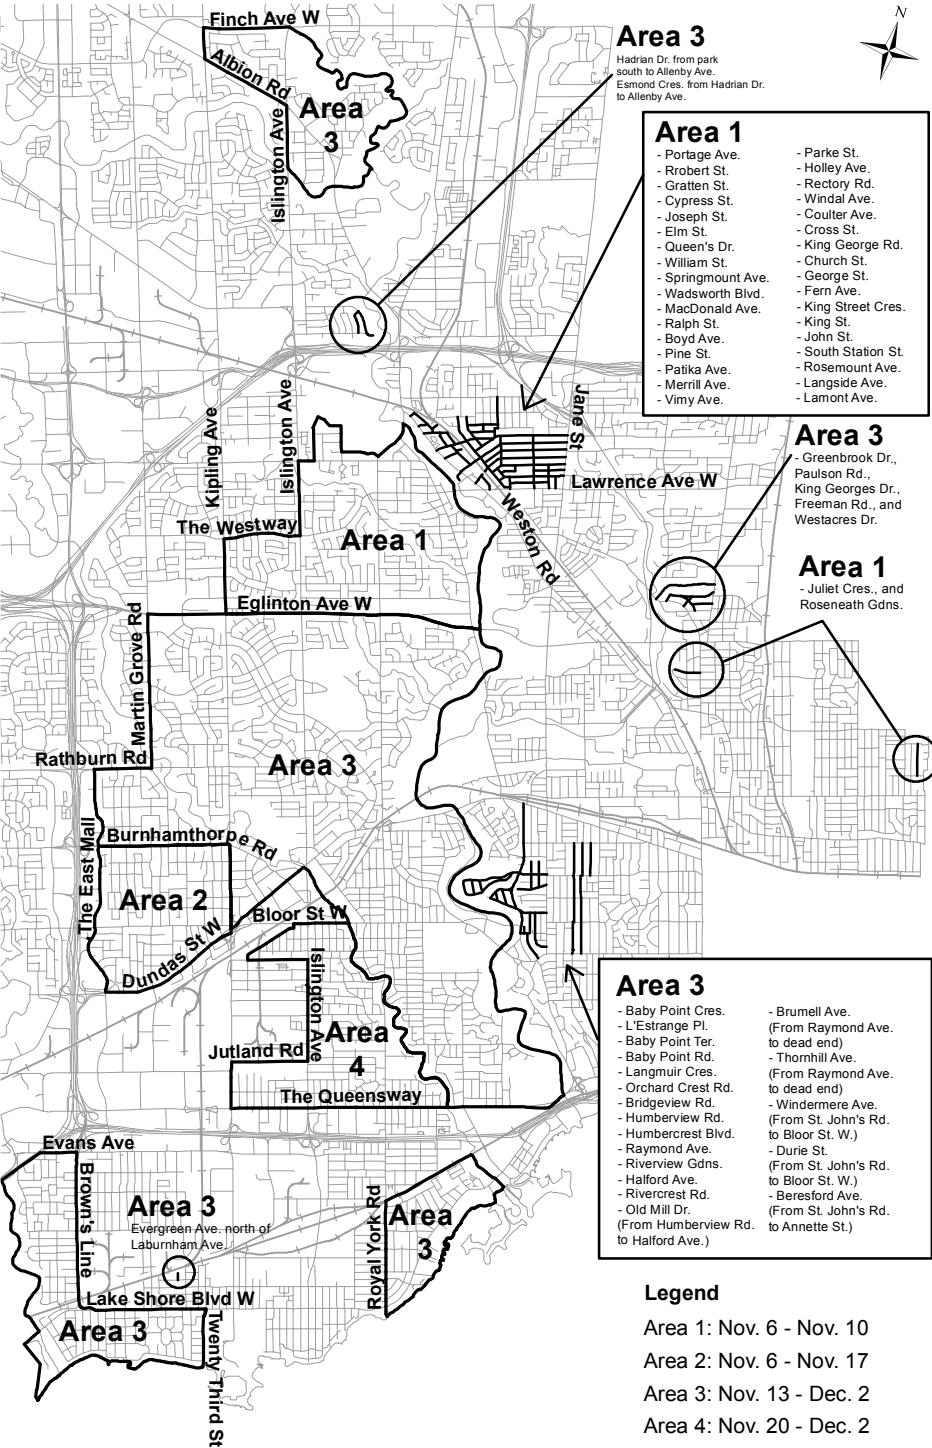 Finch Ave W
Albion Rd
Islington Ave
Area
3
Area 3
Hadrian Dr. from park
south to Allenby Ave.
Esmond Cres. from Hadrian Dr.
to Allenby Ave.
N
Area 1
- Portage Ave.
- Rrobert St.
- Gratten St.
- Cypress St.
- Joseph St.
- Elm St.
- Queen's Dr.
- William St.
- Springmount Ave.
- Wadsworth Blvd.
- MacDonald Ave.
- Ralph St.
- Boyd Ave.
- Pine St.
- Patika Ave.
- Merrill Ave.
- Vimy Ave.
- Parke St.
- Holley Ave.
- Rectory Rd.
- Windal Ave.
- Coulter Ave.
- Cross St.
- King George Rd.
- Church St.
- George St.
- Fern Ave.
- King Street Cres.
- King St.
- John St.
- South Station St.
- Rosemount Ave.
- Langside Ave.
- Lamont Ave.
Kipling Ave
Islington Ave
Jane St
Lawrence Ave W
Weston Rd
The Westway
Area 1
Eglinton Ave W
Area 3
- Greenbrook Dr.,
Paulson Rd.,
King Georges Dr.,
Freeman Rd., and
Westacres Dr.
Area 1
- Juliet Cres., and
Roseneath Gdns.
Martin Grove Rd
Rathburn Rd
Area 3
Burnhamthorpe Rd
The East Mall
Area 2
Dundas St W
Bloor St W
Islington Ave
Area
4
Jutland Rd
The Queensway
Area 3
- Baby Point Cres.
- L'Estrange Pl.
- Baby Point Ter.
- Baby Point Rd.
- Langmuir Cres.
- Orchard Crest Rd.
- Bridgeview Rd.
- Humberview Rd.
- Humbercrest Blvd.
- Raymond Ave.
- Riverview Gdns.
- Halford Ave.
- Rivercrest Rd.
- Old Mill Dr.
(From Humberview Rd.
to Halford Ave.)
- Brumell Ave.
(From Raymond Ave.
to dead end)
- Thornhill Ave.
(From Raymond Ave.
to dead end)
- Windermere Ave.
(From St. John's Rd.
to Bloor St. W.)
- Durie St.
(From St. John's Rd.
to Bloor St. W.)
- Beresford Ave.
(From St. John's Rd.
to Annette St.)
Evans Ave
Brown's Line
Area 3
Evergreen Ave. north of
Laburnham Ave.
Royal York Rd
Area
3
Lake Shore Blvd W
Area 3
Twenty Third St
Legend
Area 1: Nov. 6 - Nov. 10
Area 2: Nov. 6 - Nov. 17
Area 3: Nov. 13 - Dec. 2
Area 4: Nov. 20 - Dec. 2